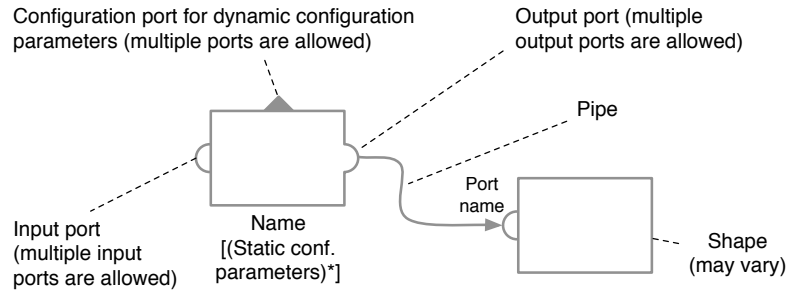 Configuration port for dynamic configuration
parameters (multiple ports are allowed)
Output port (multiple
output ports are allowed)
Pipe
Port
name
Input port
(multiple input
ports are allowed)
Name
[(Static conf.
parameters)*]
Shape
(may vary)